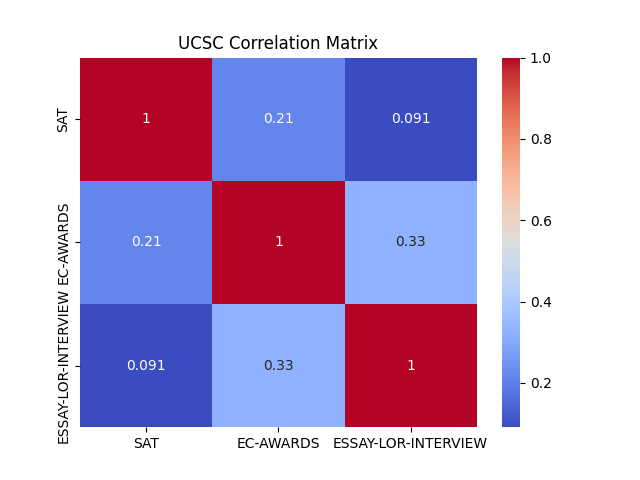 UCSC Correlation Matrix
SAT
1
0.21
0.091
EC-AWARDS
0.21
1
0.33
ESSAY-LOR-INTERVIEW
0.091
0.33
1
SAT
EC-AWARDS
ESSAY-LOR-INTERVIEW
1.0
0.8
0.6
0.4
0.2